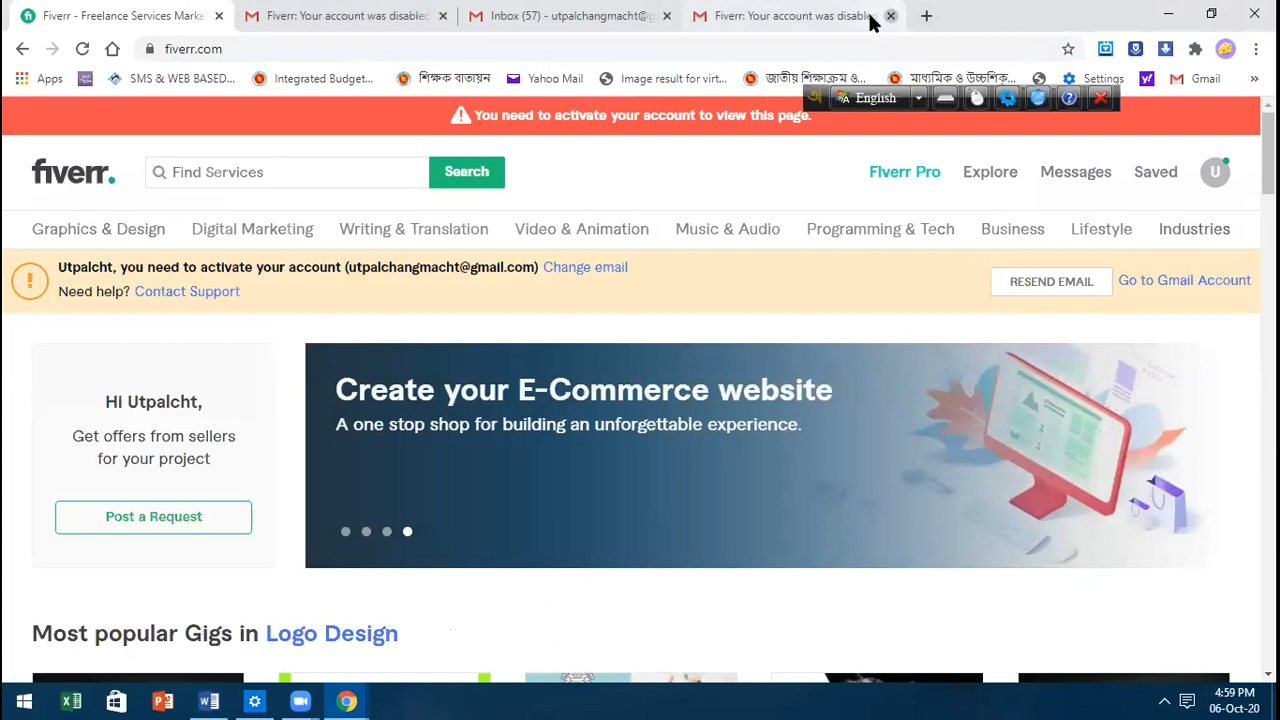 Fiverr - Freelance Services Marke
Fiverr: Your account was disabled
Inbox (57) - utpalchangmacht@g
Fiverr: Your account was disable
fiverr.com
Apps
SMS & WEB BASED...
Integrated Budget...
শিক্ষক বাতায়ন
Yahoo Mail
Image result for virt...
জাতীয় শিক্ষাক্রম ও...
মাধ্যমিক ও উচ্চশিক...
Settings
Gmail
English
You need to activate your account to view this page.
fiverr.
Find Services
Search
Fiverr Pro
Explore
Messages
Saved
U
Graphics & Design
Digital Marketing
Writing & Translation
Video & Animation
Music & Audio
Programming & Tech
Business
Lifestyle
Industries
Utpalcht, you need to activate your account (utpalchangmacht@gmail.com) Change email
Need help? Contact Support
RESEND EMAIL
Go to Gmail Account
Hi Utpalcht,
Get offers from sellers
for your project
Post a Request
Create your E-Commerce website
A one stop shop for building an unforgettable experience.
Most popular Gigs in Logo Design
4:59 PM
06-Oct-20